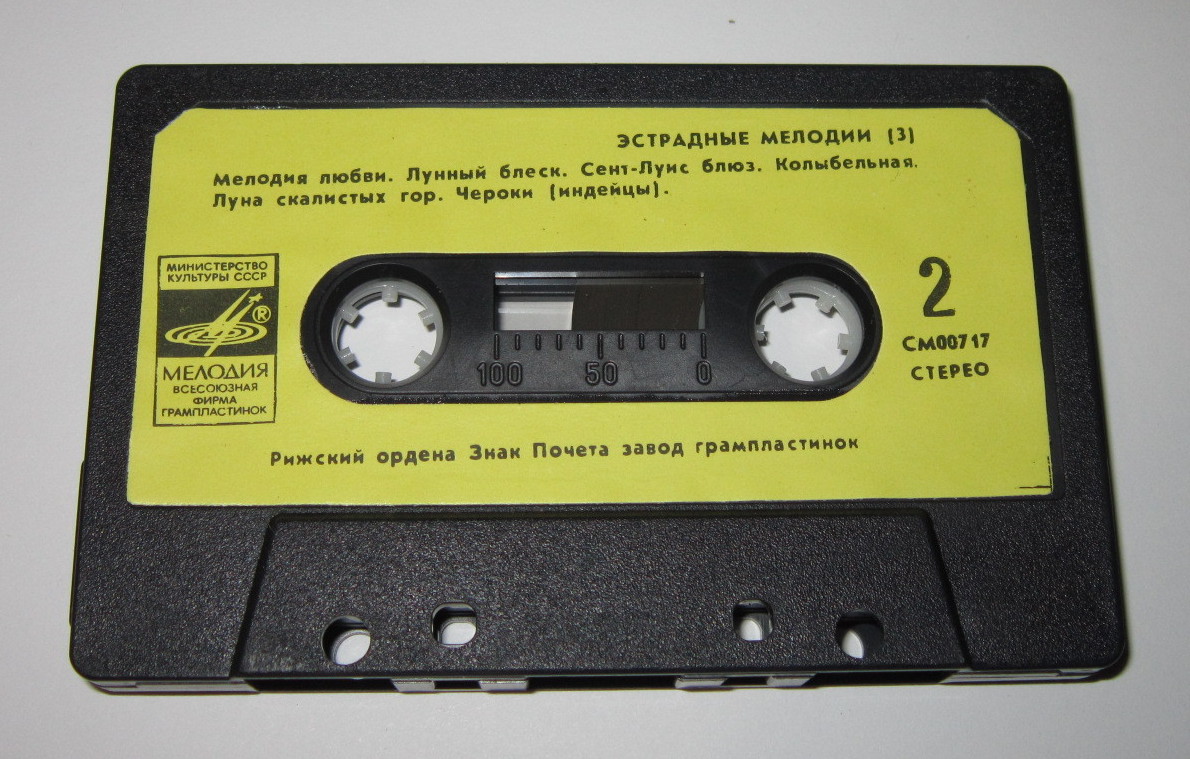 ЭСТРАДНЫЕ МЕЛОДИИ (3)
Мелодия любви. Лунный блеск. Сент-Луис блюз. Колыбельная.
Луна скалистых гор. Чероки (индейцы).
МИНИСТЕРСТВО
КУЛЬТУРЫ СССР
®
МЕЛОДИЯ
ВСЕСОЮЗНАЯ
ФИРМА
ГРАМПЛАСТИНОК
100 50 0
2
СМ00717
СТЕРЕО
Рижский ордена Знак Почета завод грампластинок